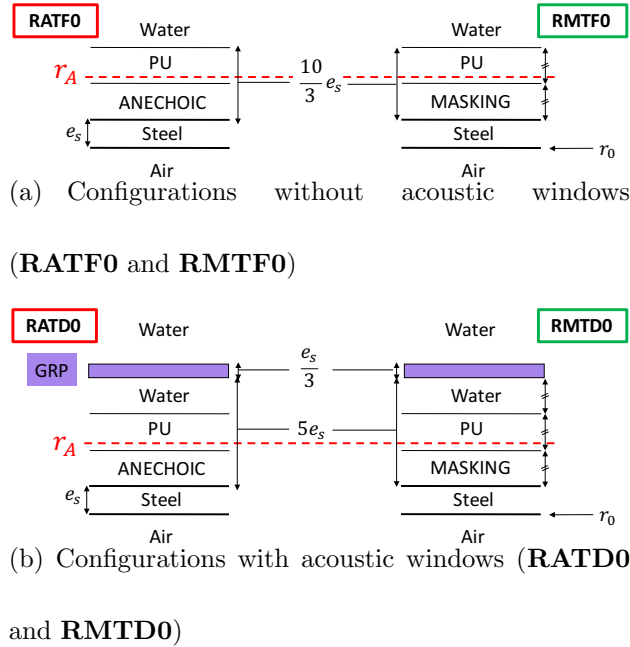 RATF0
RMTF0
Water
Water
PU
PU
r_A
10/3 e_s
ANECHOIC
MASKING
e_s
Steel
Steel
r_0
Air
Air
(a) Configurations without acoustic windows
(RATF0 and RMTF0)
RATD0
RMTD0
Water
Water
GRP
e_s/3
Water
Water
PU
PU
5e_s
r_A
ANECHOIC
MASKING
e_s
Steel
Steel
r_0
Air
Air
(b) Configurations with acoustic windows (RATD0
and RMTD0)